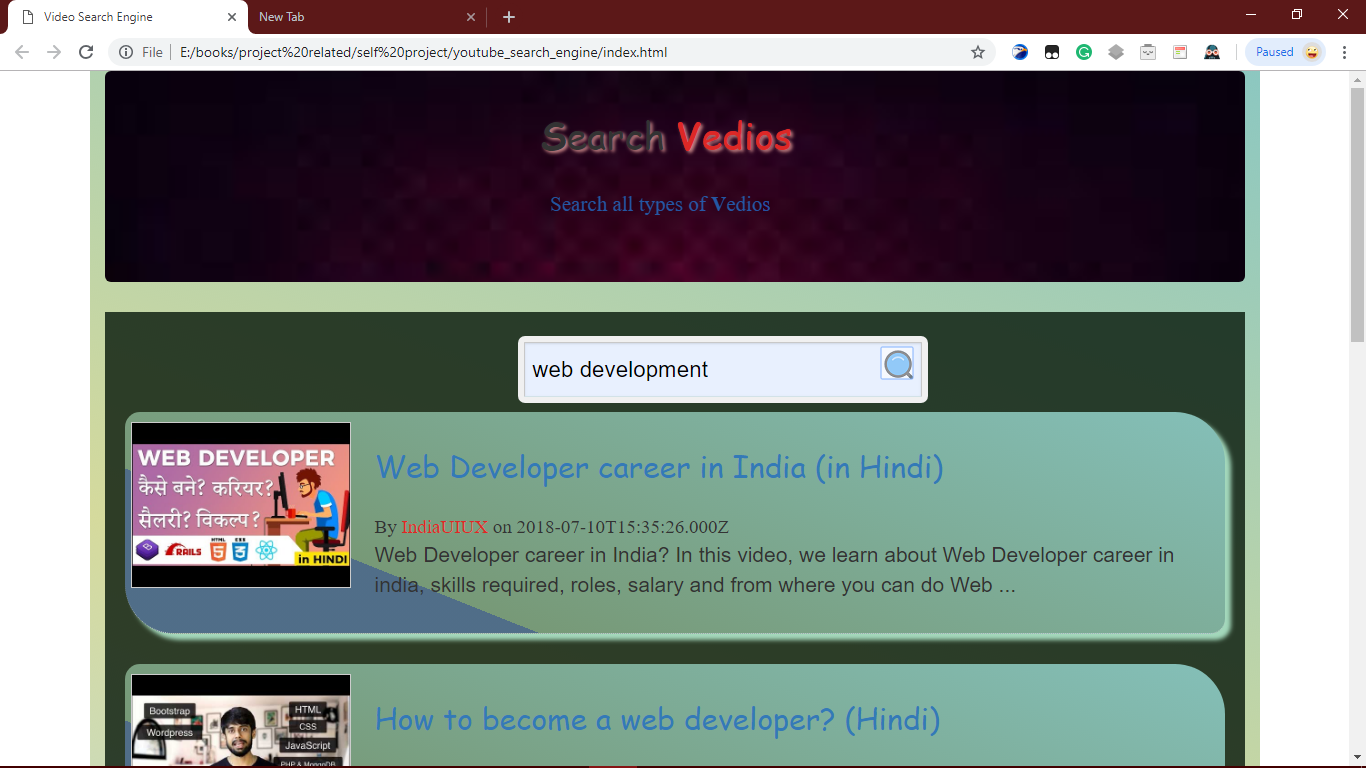 Video Search Engine
New Tab
File
E:/books/project%20related/self%20project/youtube_search_engine/index.html
Paused
Search Vedios
Search all types of Vedios
web development
WEB DEVELOPER
कैसे बने? करियर?
सैलरी? विकल्प?
RAILS
HTML
CSS
in HINDI
Web Developer career in India (in Hindi)
By IndiaUIUX on 2018-07-10T15:35:26.000Z
Web Developer career in India? In this video, we learn about Web Developer career in
india, skills required, roles, salary and from where you can do Web ...
Bootstrap
Wordpress
HTML
CSS
JavaScript
PHP & MongoDB
How to become a web developer? (Hindi)